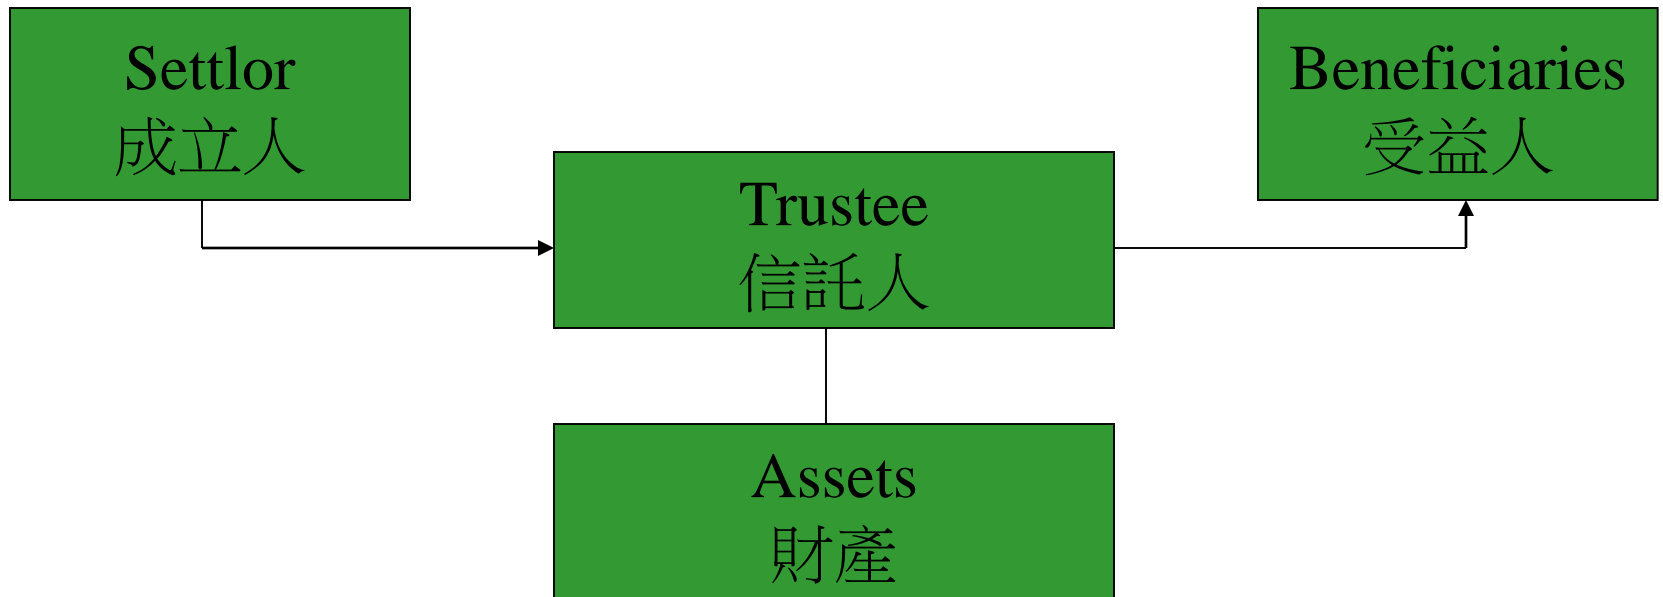 Settlor
成立人
Beneficiaries
受益人
Trustee
信託人
Assets
財產